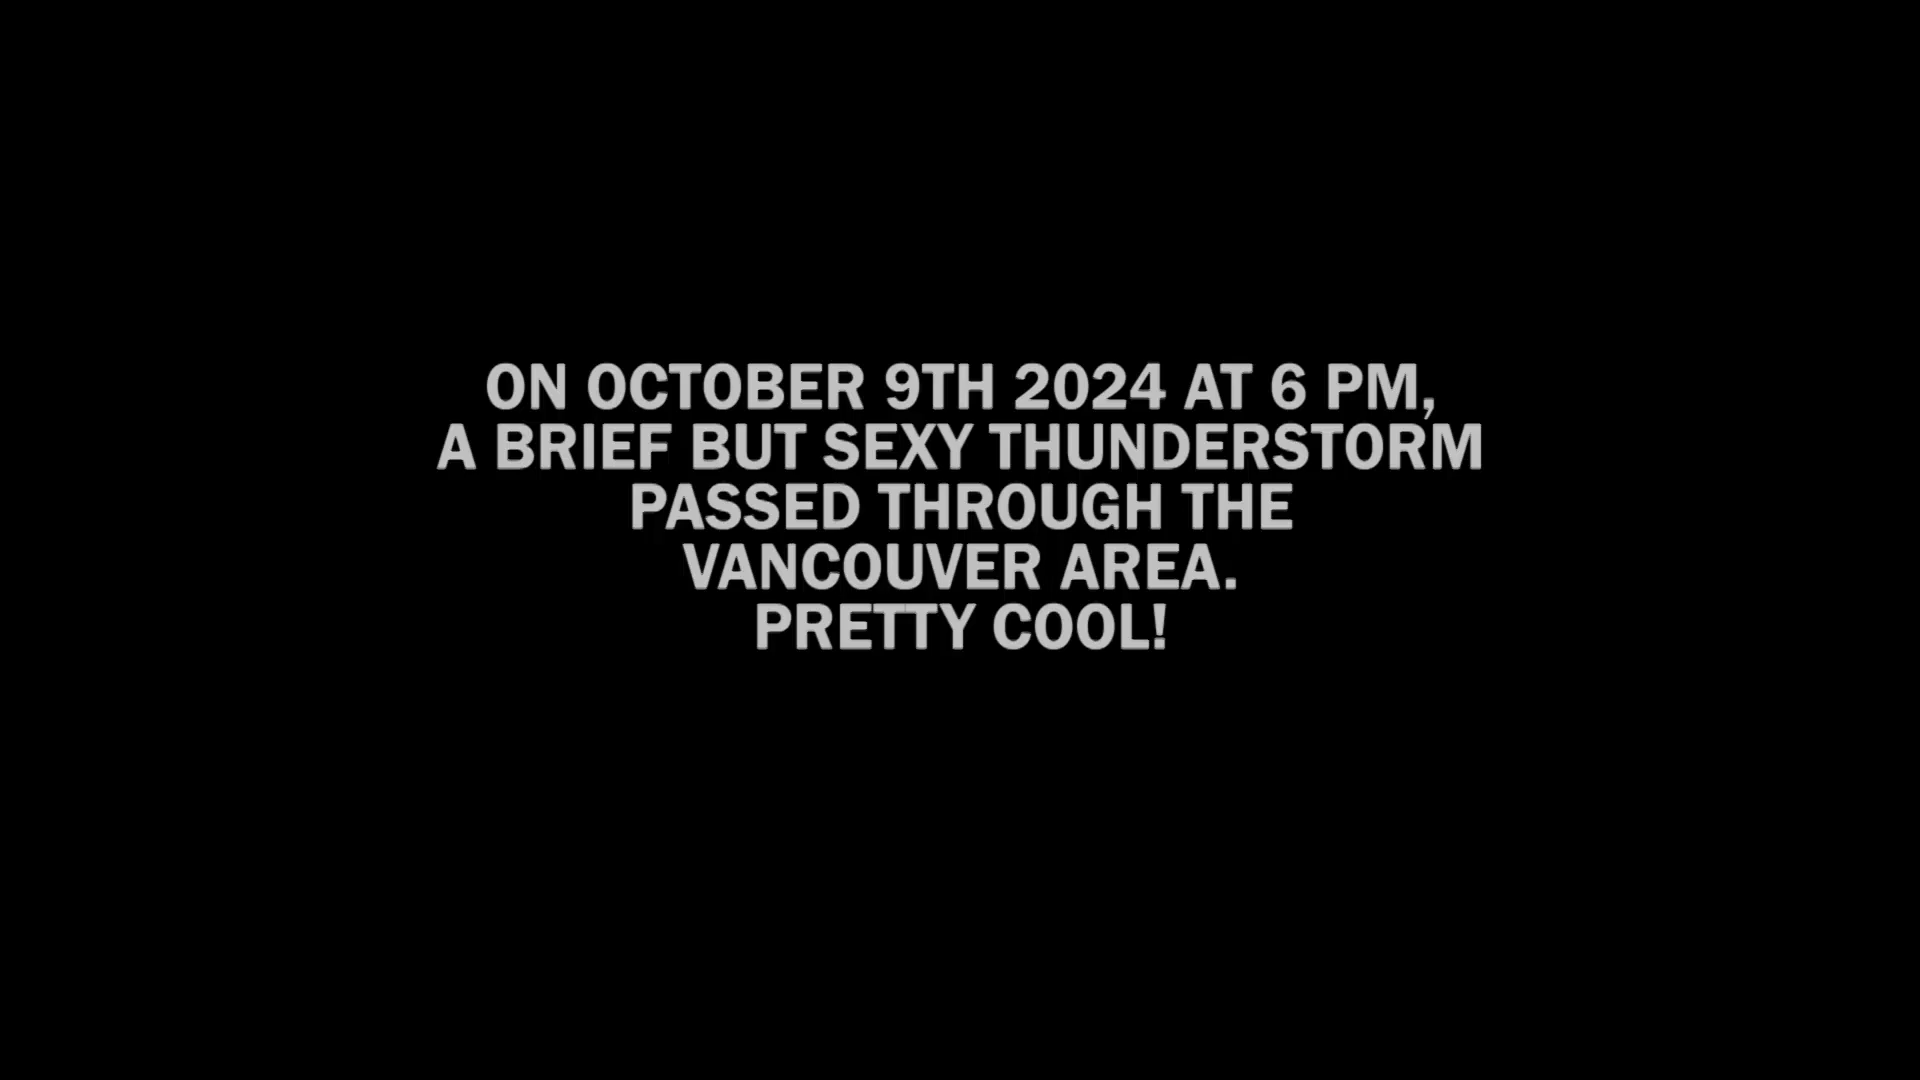 ON OCTOBER 9TH 2024 AT 6 PM,
A BRIEF BUT SEXY THUNDERSTORM
PASSED THROUGH THE
VANCOUVER AREA.
PRETTY COOL!